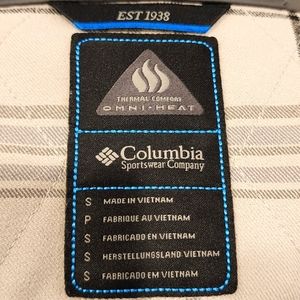 EST 1938
THERMAL COMFORT
OMNI-HEAT
Columbia
Sportswear Company
S MADE IN VIETNAM
P FABRIQUE AU VIETNAM
S FABRICADO EN VIETNAM
S HERSTELLUNGSLAND VIETNAM
S FABRICADO EM VIETNAM